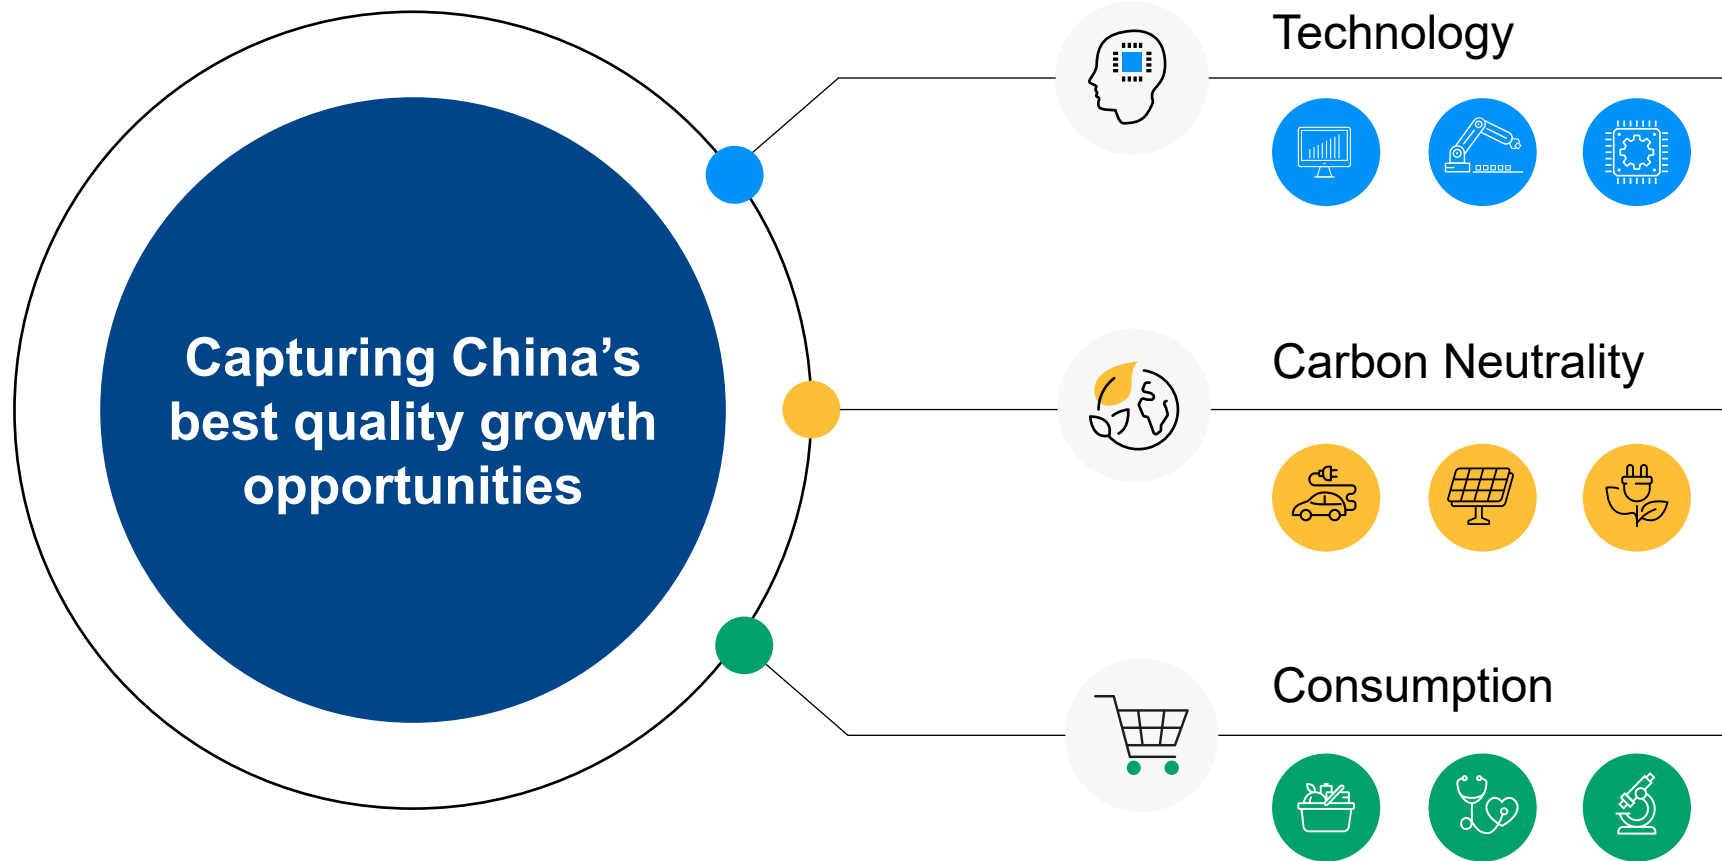 Technology
Capturing China’s
best quality growth
opportunities
Carbon Neutrality
Consumption